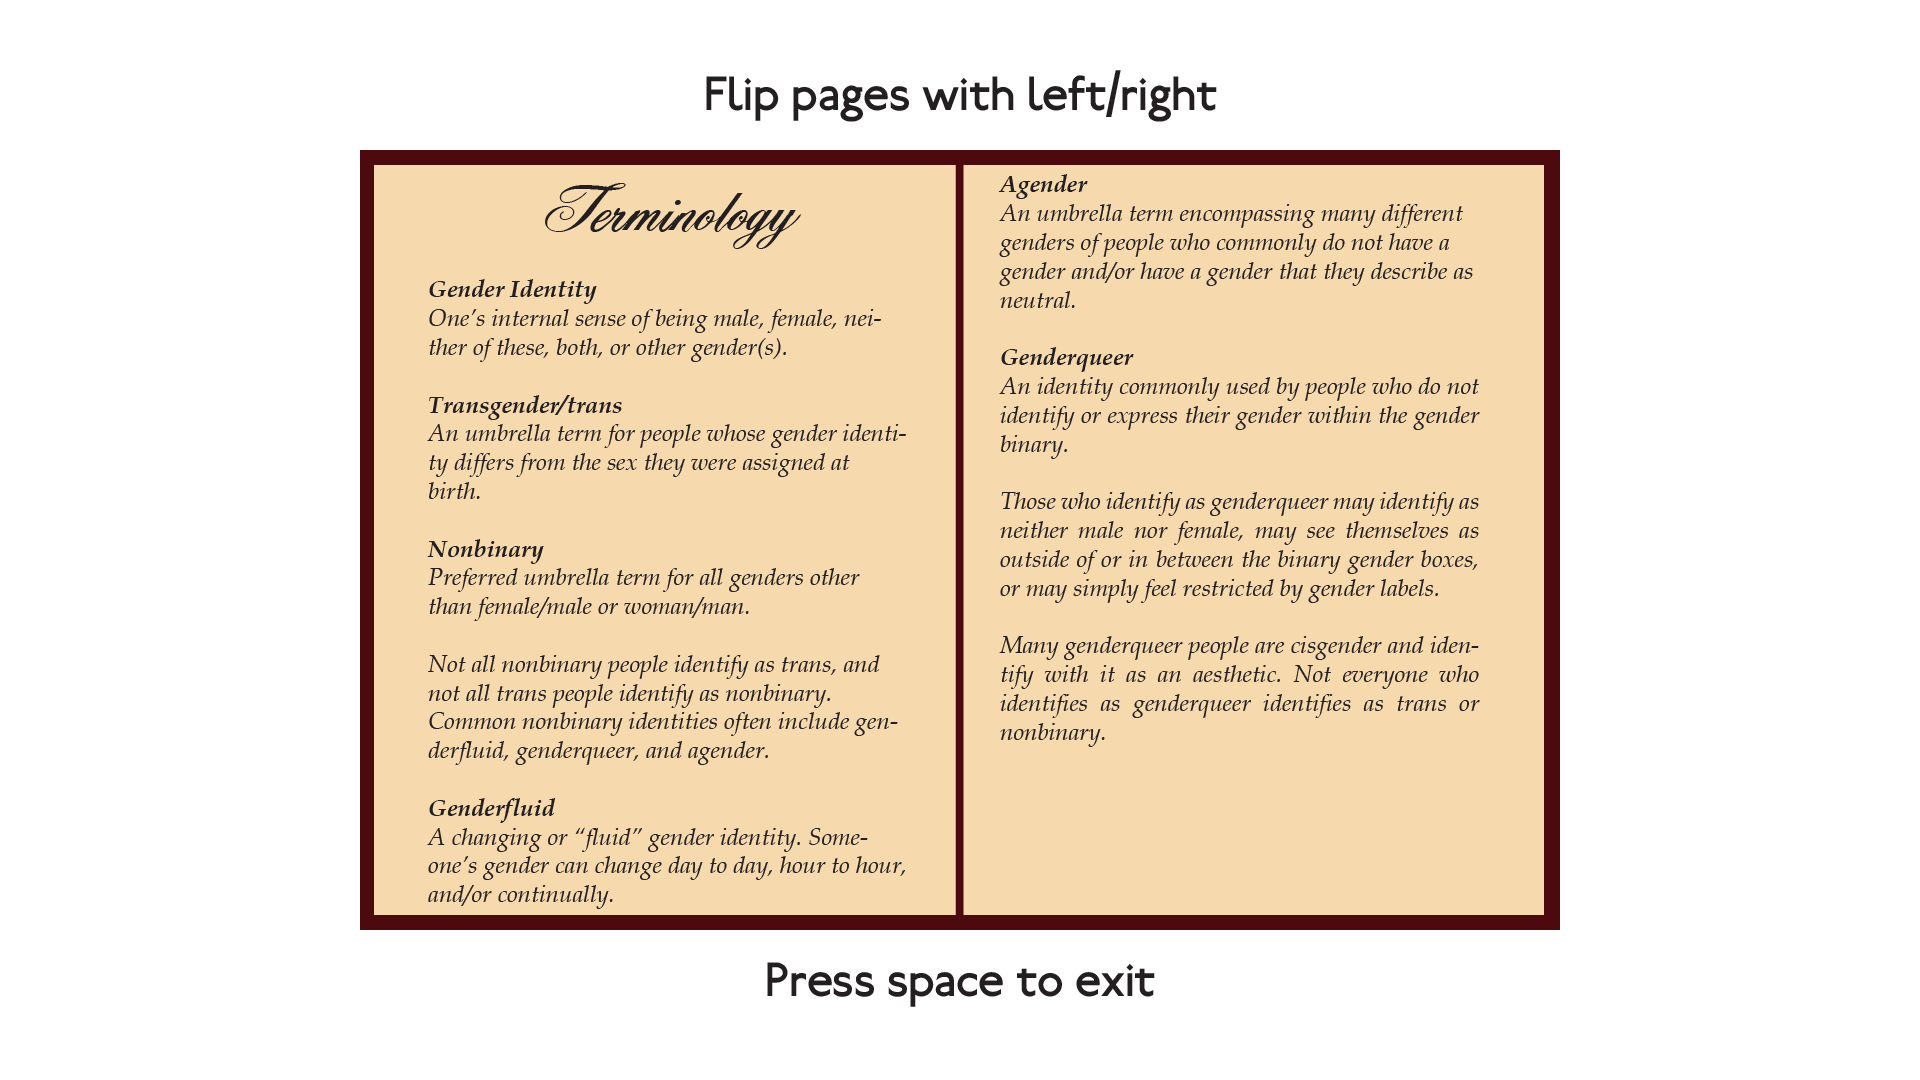 Flip pages with left/right
Terminology
Gender Identity
One’s internal sense of being male, female, nei-
ther of these, both, or other gender(s).
Transgender/trans
An umbrella term for people whose gender identi-
ty differs from the sex they were assigned at
birth.
Nonbinary
Preferred umbrella term for all genders other
than female/male or woman/man.
Not all nonbinary people identify as trans, and
not all trans people identify as nonbinary.
Common nonbinary identities often include gen-
derfluid, genderqueer, and agender.
Genderfluid
A changing or “fluid” gender identity. Some-
one’s gender can change day to day, hour to hour,
and/or continually.
Agender
An umbrella term encompassing many different
genders of people who commonly do not have a
gender and/or have a gender that they describe as
neutral.
Genderqueer
An identity commonly used by people who do not
identify or express their gender within the gender
binary.
Those who identify as genderqueer may identify as
neither male nor female, may see themselves as
outside of or in between the binary gender boxes,
or may simply feel restricted by gender labels.
Many genderqueer people are cisgender and iden-
tify with it as an aesthetic. Not everyone who
identifies as genderqueer identifies as trans or
nonbinary.
Press space to exit